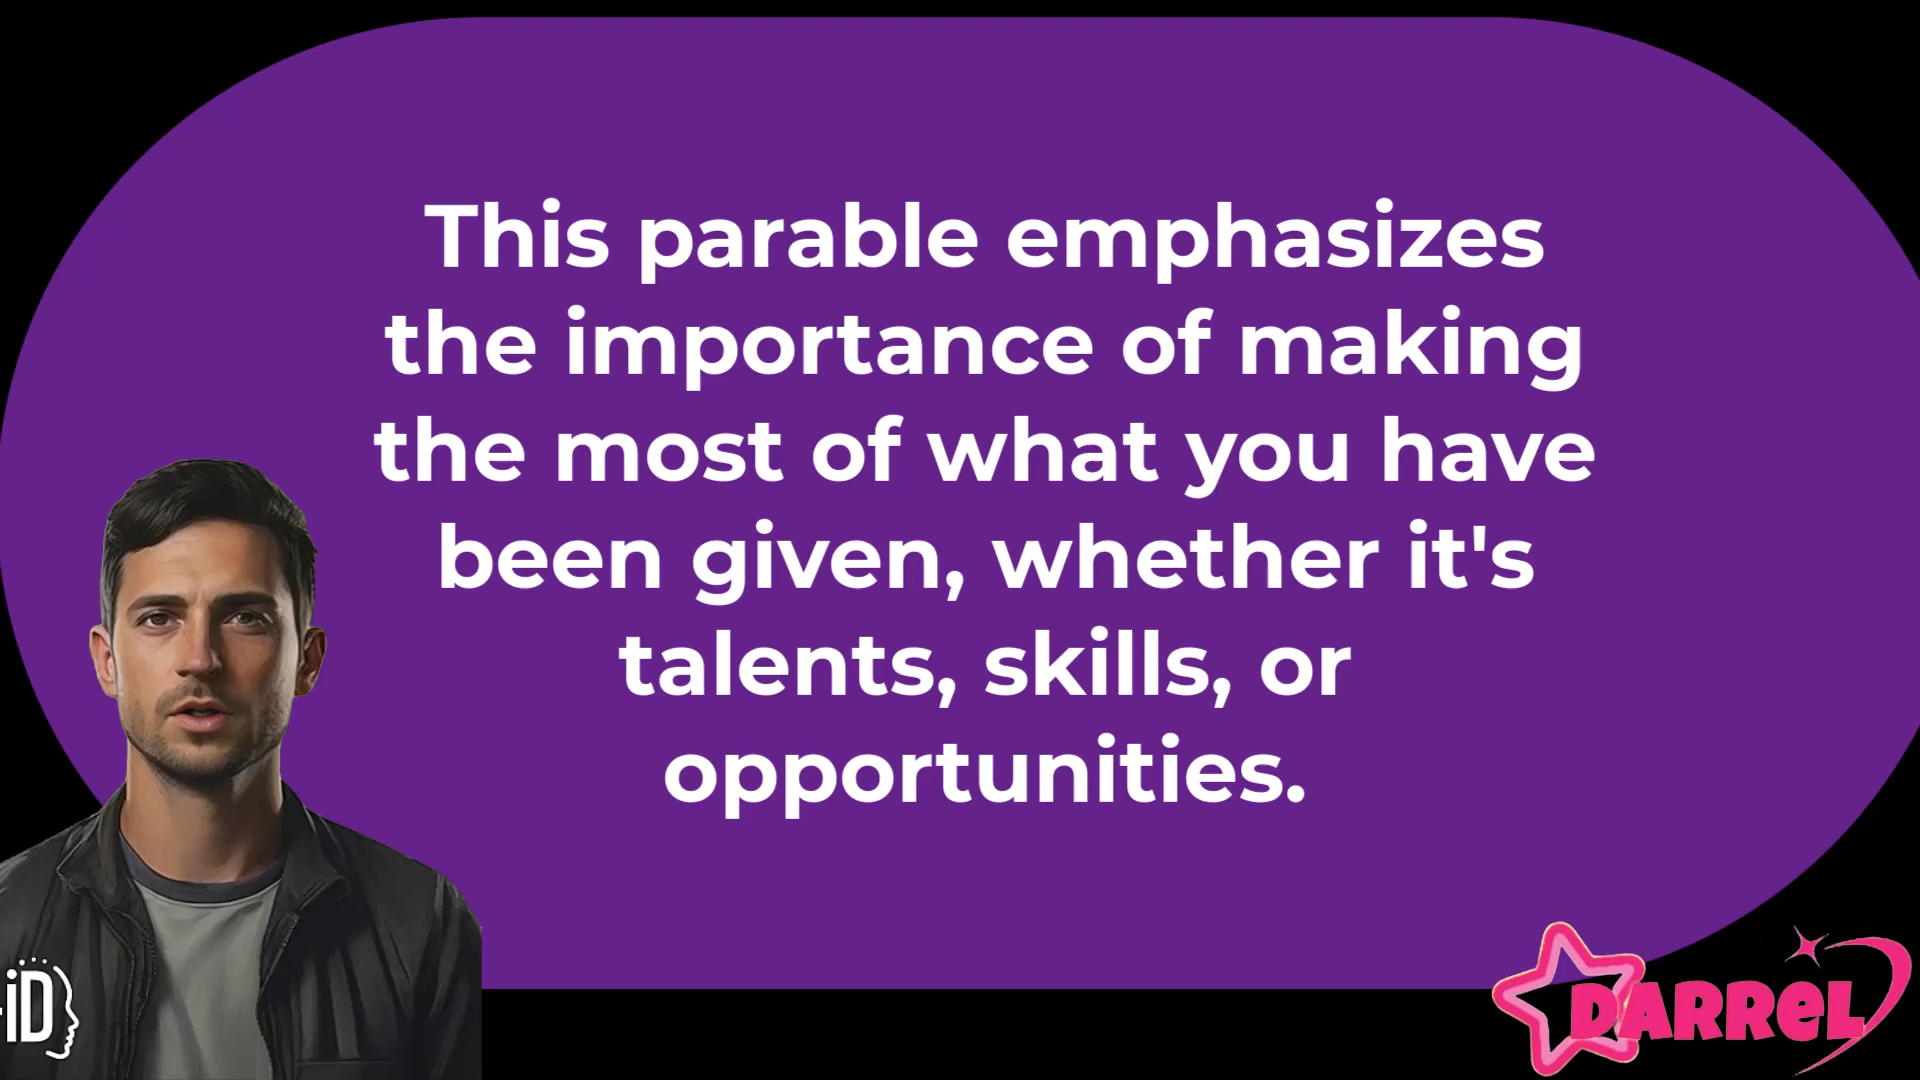 This parable emphasizes
the importance of making
the most of what you have
been given, whether it's
talents, skills, or
opportunities.
iD
DARReL